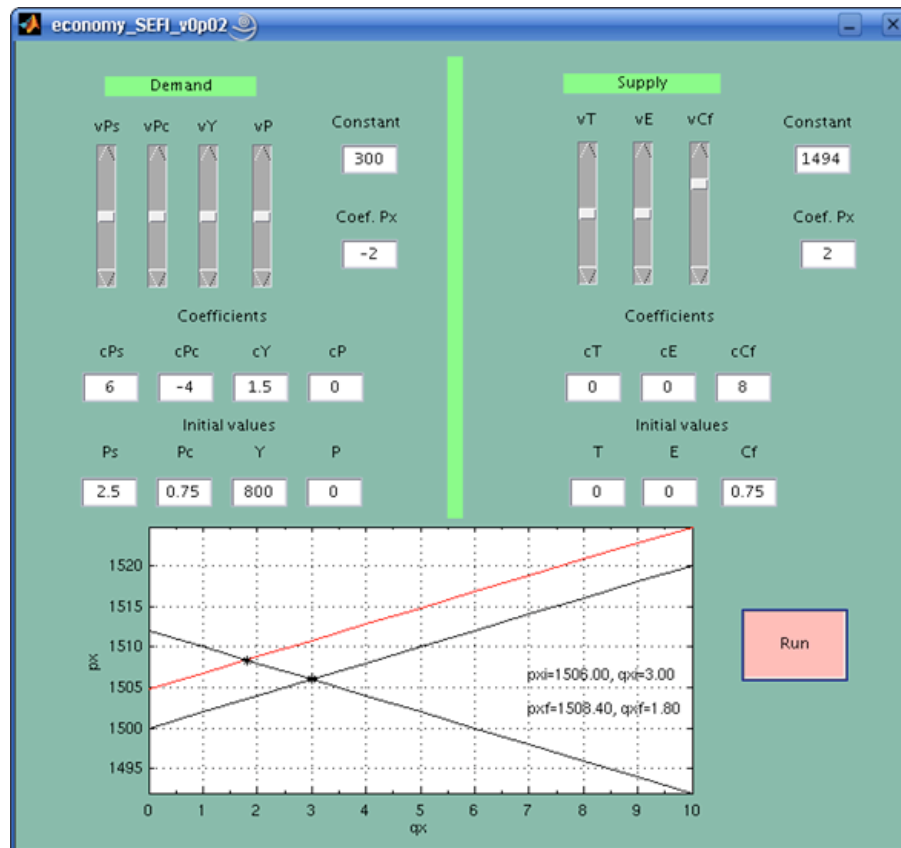 economy_SEFI_v0p02
Demand
Supply
vPs vPc vY vP
Constant
300
Coef. Px
-2
vT vE vCf
Constant
1494
Coef. Px
2
Coefficients
cPs cPc cY cP
6 -4 1.5 0
Initial values
Ps Pc Y P
2.5 0.75 800 0
Coefficients
cT cE cCf
0 0 8
Initial values
T E Cf
0 0 0.75
1520
1515
1510
1505
1500
1495
px
0 1 2 3 4 5 6 7 8 9 10
qx
pxi=1506.00, qxi=3.00
pxf=1508.40, qxf=1.80
Run